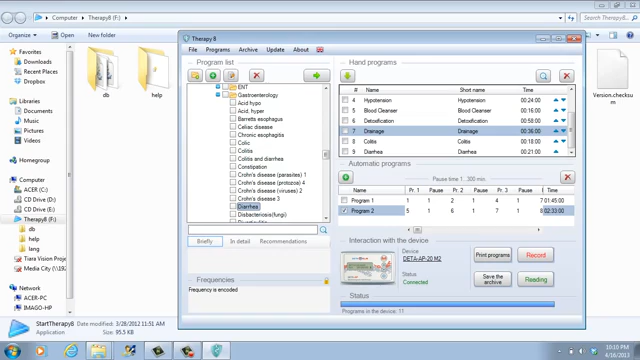 Computer ▸ Therapy8 (F:)
Search Therapy8 (F:)
Organize
Open
New folder
Favorites
Downloads
Recent Places
Dropbox
Libraries
Documents
Music
Pictures
Videos
Homegroup
Computer
ACER (C:)
CD Drive (D:)
CD Drive (E:)
Therapy8 (F:)
db
help
lang
Tiara Vision Proje
Media City
Network
ACER-PC
IMAGO-HP
db
help
Version.checksum
StartTherapy8
Date modified: 3/28/2012 11:51 AM
Application
Size: 95.5 KB
Therapy 8
File
Programs
Archive
Update
About
Program list
ENT
Gastroenterology
Acid hypo
Acid, hyper
Barretts esophagus
Celiac disease
Chronic esophagitis
Colic
Colitis
Colitis and diarrhea
Constipation
Crohn's disease (parasites) 1
Crohn's disease (protozoa) 4
Crohn's disease (viruses) 2
Crohn's disease 3
Diarrhea
Disbacteriosis(fungi)
Briefly
In detail
Recommendations
Frequencies
Frequency is encoded
Hand programs
# Name Short name Time
4 Hypotension Hypotension 00:24:00
5 Blood Cleanser Blood Cleanser 00:16:00
6 Detoxification Detoxification 00:58:00
7 Drainage Drainage 00:36:00
8 Colitis Colitis 00:18:00
9 Diarrhea Diarrhea 00:21:00
Automatic programs
Pause time 1..300 min.
Name Pr. 1 Pause Pr. 2 Pause Pr. 3 Pause Time
Program 1 1 1 2 1 4 1 7 01:45:00
Program 2 5 1 6 1 7 1 8 02:33:00
Interaction with the device
Device
DETA-AP-20 M2
Status
Connected
Print programs
Record
Save the archive
Reading
Status
Programs in the device: 11
10:10 PM
4/16/2013